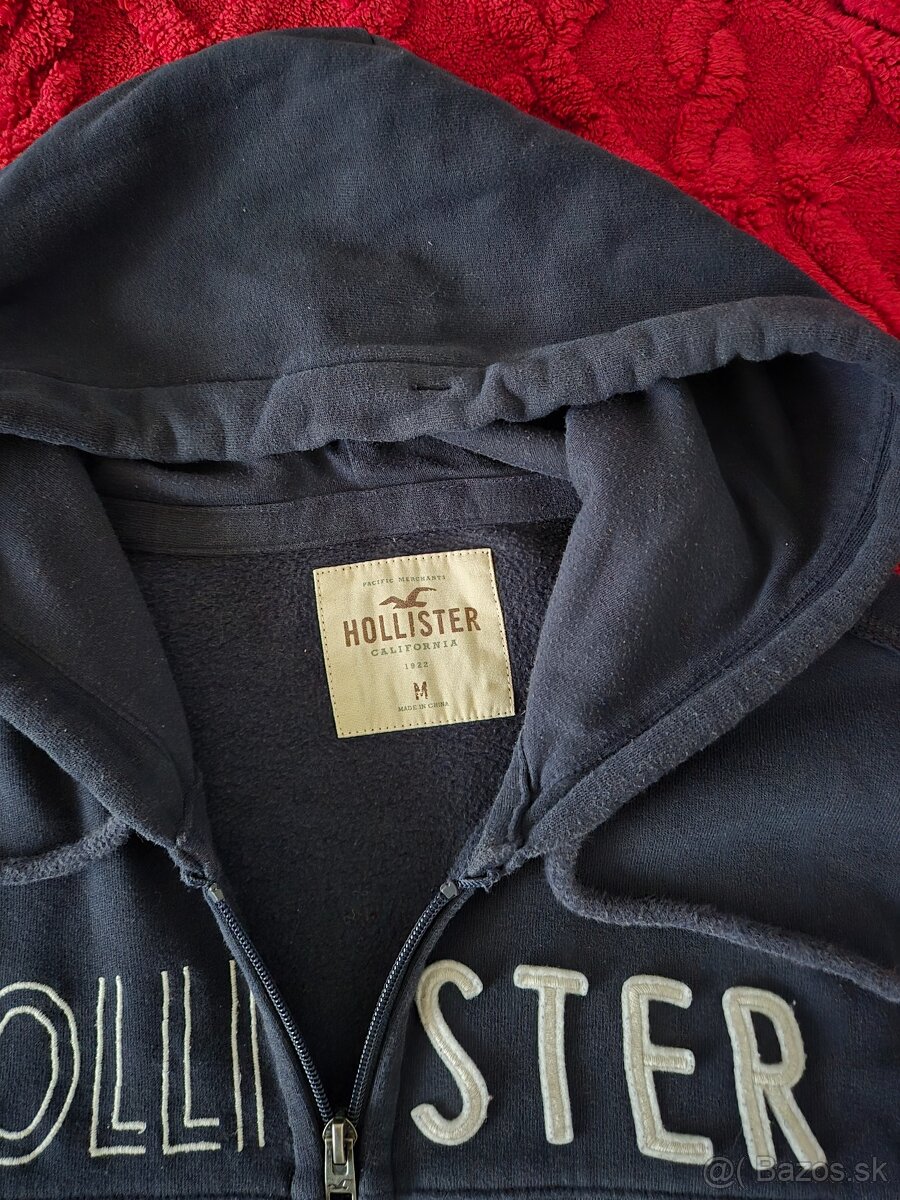 PACIFIC MERCHANTS
HOLLISTER
CALIFORNIA
1922
M
MADE IN CHINA
OLLI STER
@( Bazos.sk